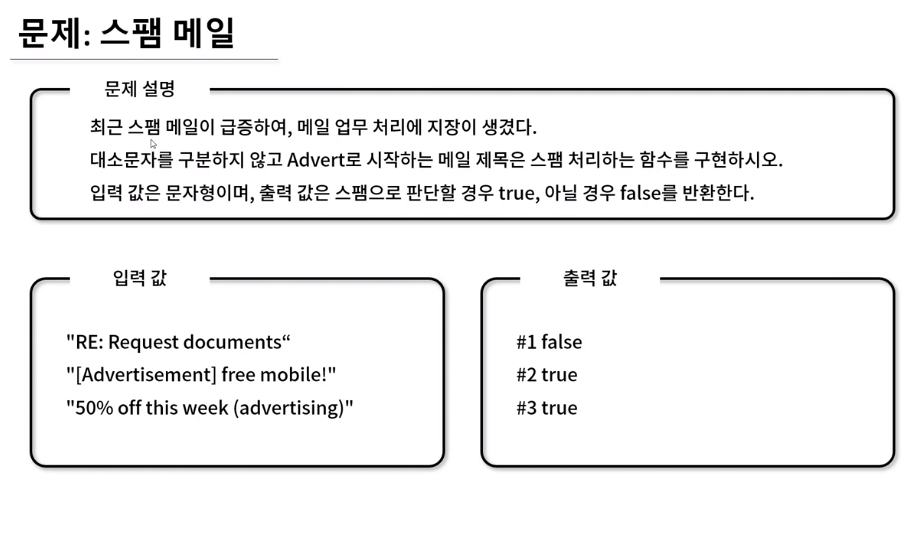 문제: 스팸 메일
문제 설명
최근 스팸 메일이 급증하여, 메일 업무 처리에 지장이 생겼다.
대소문자를 구분하지 않고 Advert로 시작하는 메일 제목은 스팸 처리하는 함수를 구현하시오.
입력 값은 문자형이며, 출력 값은 스팸으로 판단할 경우 true, 아닐 경우 false를 반환한다.
입력 값
"RE: Request documents“
"[Advertisement] free mobile!"
"50% off this week (advertising)"
출력 값
#1 false
#2 true
#3 true